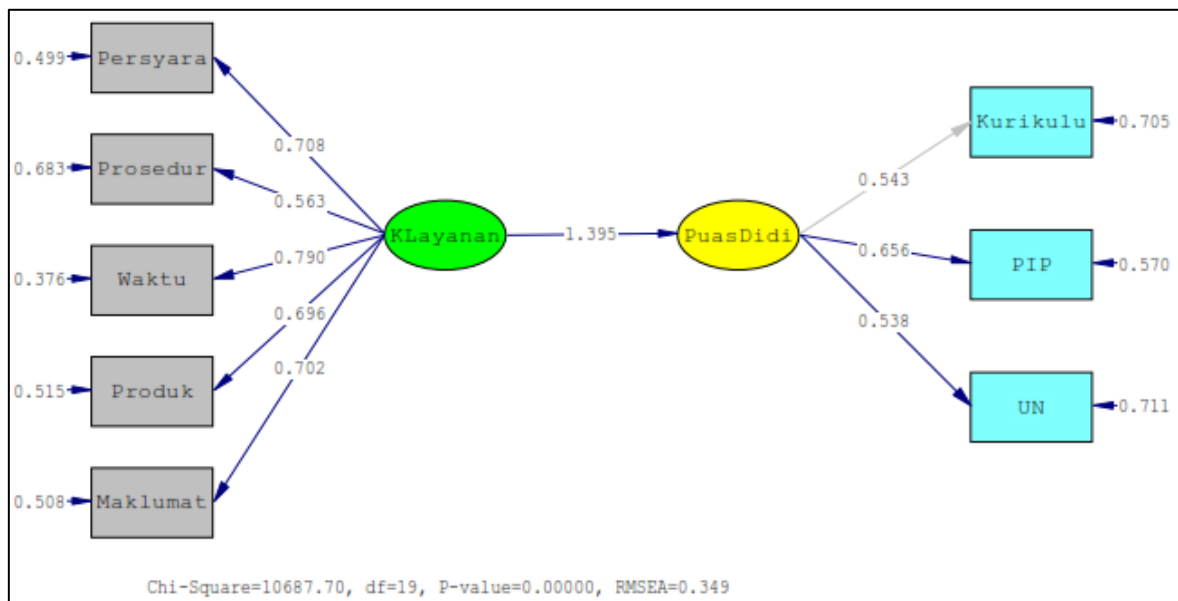 0.499
Persyara
0.708
0.683
Prosedur
0.563
0.376
Waktu
0.790
0.515
Produk
0.696
0.508
Maklumat
0.702
KLayanan
1.395
PuasDidi
0.543
Kurikulu
0.705
0.656
PIP
0.570
0.538
UN
0.711
Chi-Square=10687.70, df=19, P-value=0.00000, RMSEA=0.349